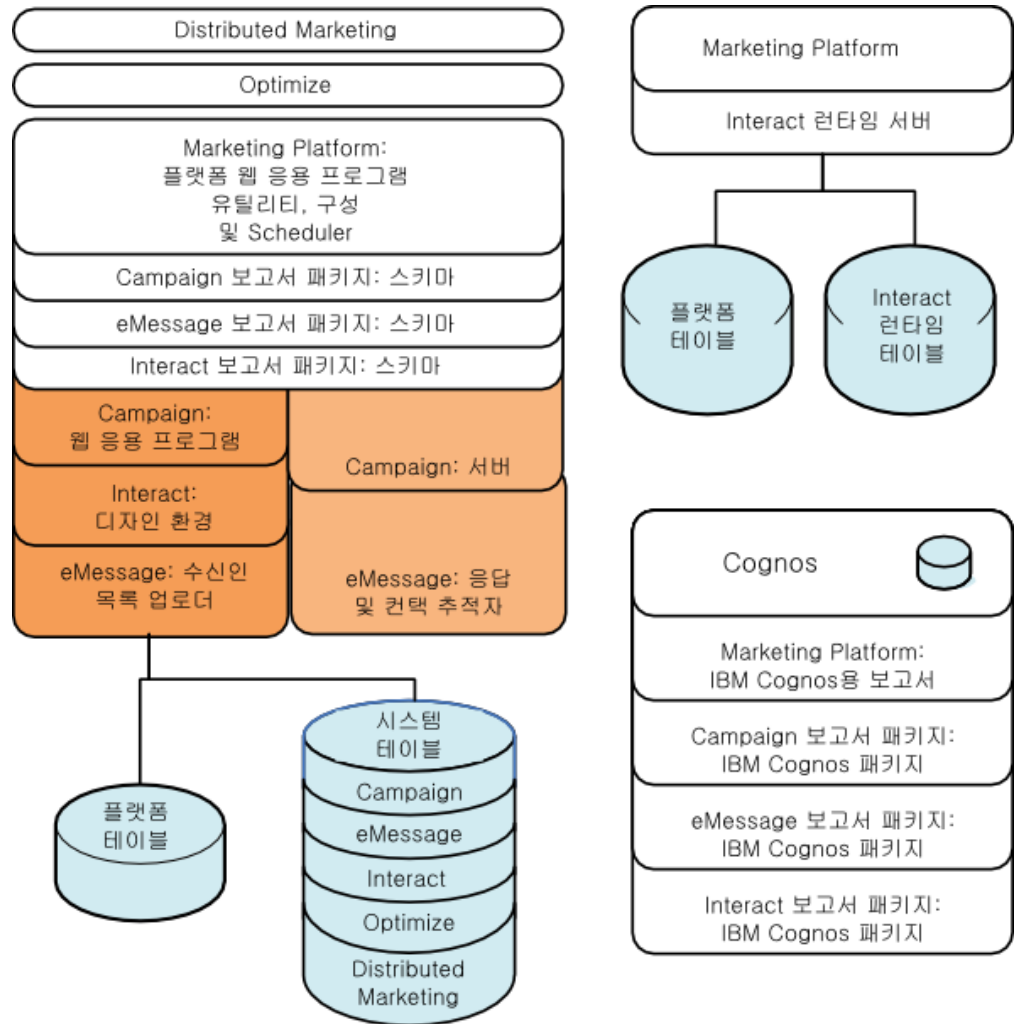 Distributed Marketing
Optimize
Marketing Platform:
플랫폼 웹 응용 프로그램
유틸리티, 구성
및 Scheduler
Campaign 보고서 패키지: 스키마
eMessage 보고서 패키지: 스키마
Interact 보고서 패키지: 스키마
Campaign:
웹 응용 프로그램
Interact:
디자인 환경
eMessage: 수신인
목록 업로더
Campaign: 서버
eMessage: 응답
및 컨택 추적자
플랫폼
테이블
시스템
테이블
Campaign
eMessage
Interact
Optimize
Distributed
Marketing
Marketing Platform
Interact 런타임 서버
플랫폼
테이블
Interact
런타임
테이블
Cognos
Marketing Platform:
IBM Cognos용 보고서
Campaign 보고서 패키지:
IBM Cognos 패키지
eMessage 보고서 패키지:
IBM Cognos 패키지
Interact 보고서 패키지:
IBM Cognos 패키지